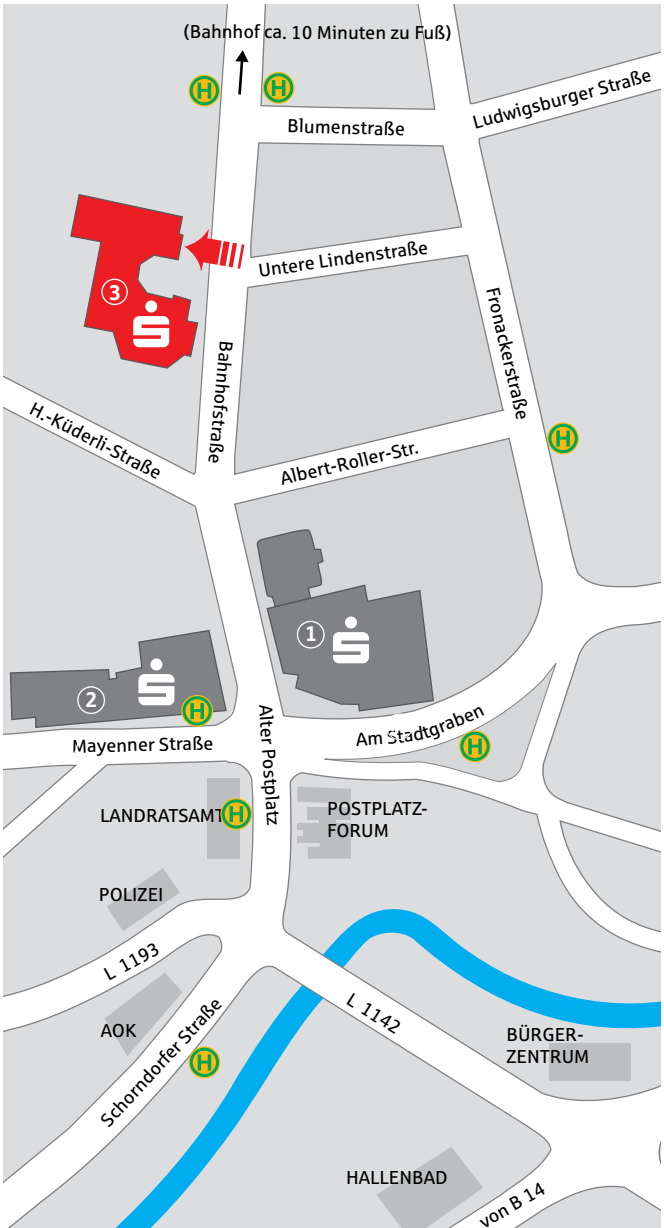 (Bahnhof ca. 10 Minuten zu Fuß)
H
H
Ludwigsburger Straße
Blumenstraße
Untere Lindenstraße
3
S
Bahnhofstraße
Fronackerstraße
H.-Küderli-Straße
Albert-Roller-Str.
H
1
S
2
S
H
Alter Postplatz
Am Stadtgraben
Mayenner Straße
H
LANDRATSAMT
H
POSTPLATZ-
FORUM
POLIZEI
L 1193
L 1142
AOK
Schorndorfer Straße
H
BÜRGER-
ZENTRUM
HALLENBAD
von B 14